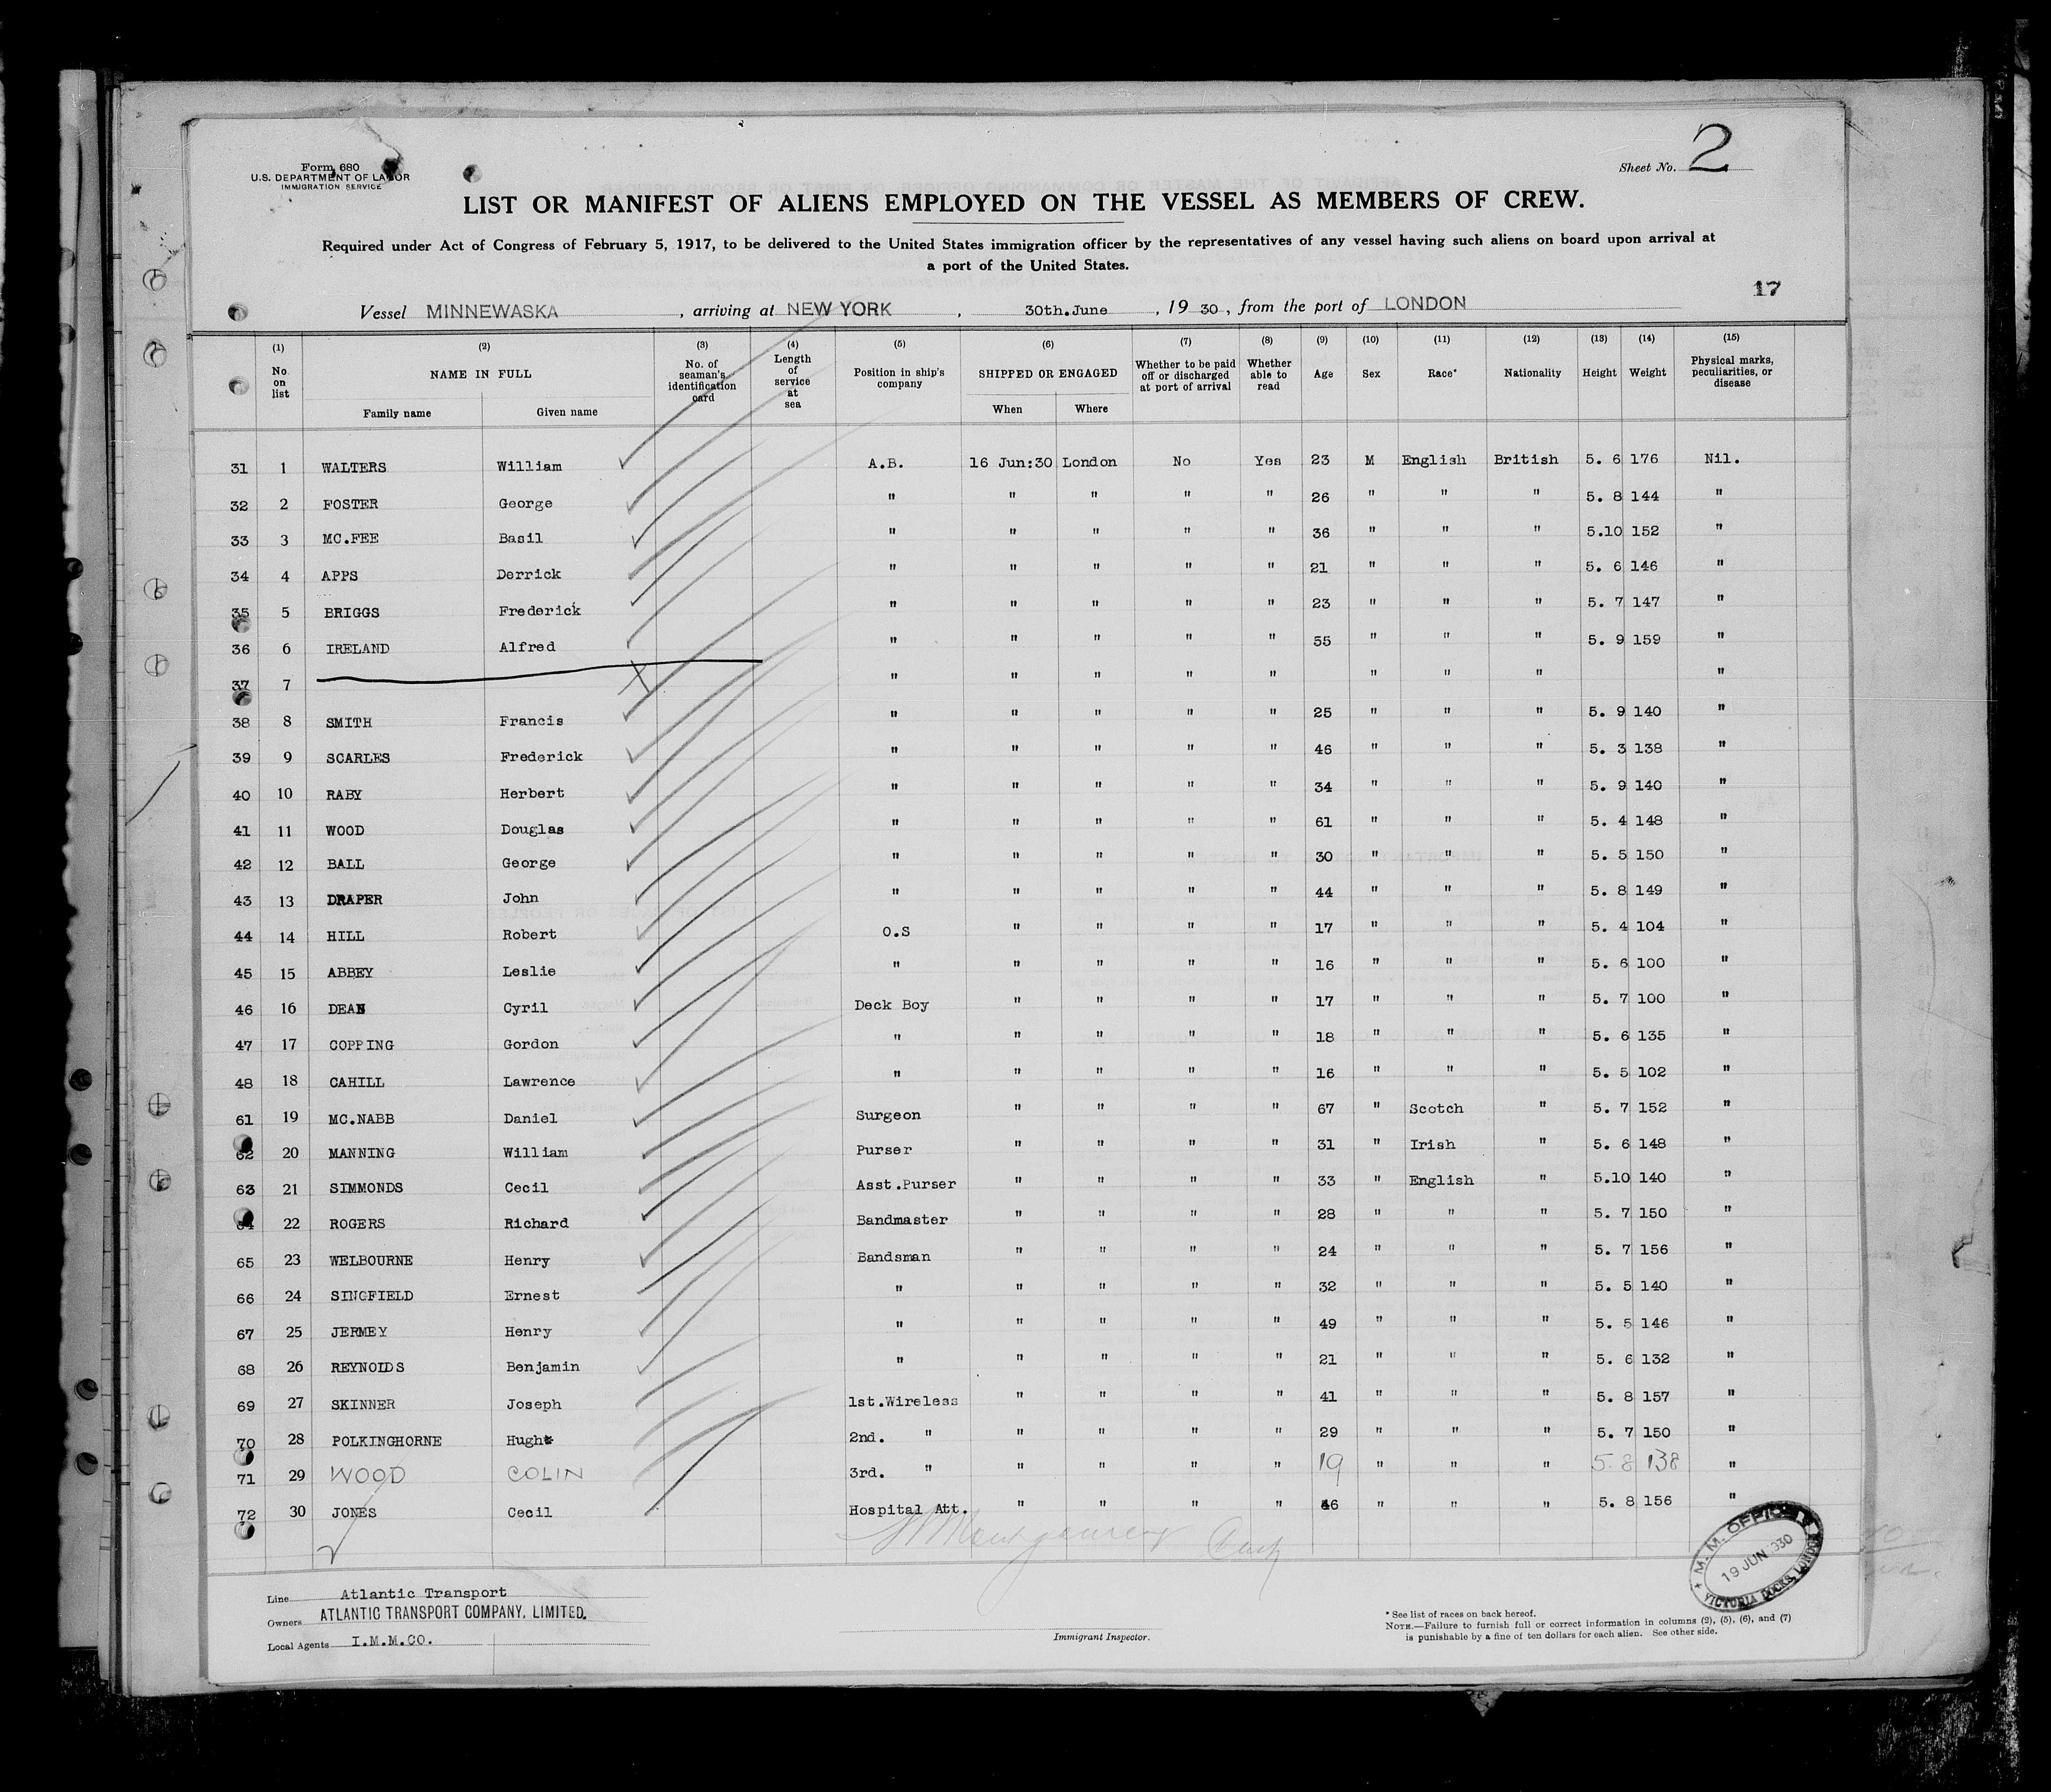 Form 680
U.S. DEPARTMENT OF LABOR
IMMIGRATION SERVICE
Sheet No. 2
LIST OR MANIFEST OF ALIENS EMPLOYED ON THE VESSEL AS MEMBERS OF CREW.
Required under Act of Congress of February 5, 1917, to be delivered to the United States immigration officer by the representatives of any vessel having such aliens on board upon arrival at
a port of the United States.
17
Vessel MINNEWASKA, arriving at NEW YORK, 30th.June, 19 30, from the port of LONDON
(1) (2) (3) (4) (5) (6) (7) (8) (9) (10) (11) (12) (13) (14) (15)
No. on list NAME IN FULL No. of seaman's identification card Length of service at sea Position in ship's company SHIPPED OR ENGAGED Whether to be paid off or discharged at port of arrival Whether able to read Age Sex Race* Nationality Height Weight Physical marks, peculiarities, or disease
Family name Given name When Where
31 1 WALTERS William A.B. 16 Jun:30 London No Yes 23 M English British 5. 6 176 Nil.
32 2 FOSTER George " " " " " 26 " " " 5. 8 144 "
33 3 MC.FEE Basil " " " " " 36 " " " 5.10 152 "
34 4 APPS Derrick " " " " " 21 " " " 5. 6 146 "
35 5 BRIGGS Frederick " " " " " 23 " " " 5. 7 147 "
36 6 IRELAND Alfred " " " " " 55 " " " 5. 9 159 "
37 7 " " " " " " " " "
38 8 SMITH Francis " " " " " 25 " " " 5. 9 140 "
39 9 SCARLES Frederick " " " " " 46 " " " 5. 3 138 "
40 10 RABY Herbert " " " " " 34 " " " 5. 9 140 "
41 11 WOOD Douglas " " " " " 61 " " " 5. 4 148 "
42 12 BALL George " " " " " 30 " " " 5. 5 150 "
43 13 DRAPER John " " " " " 44 " " " 5. 8 149 "
44 14 HILL Robert O.S " " " " 17 " " " 5. 4 104 "
45 15 ABBEY Leslie " " " " " 16 " " " 5. 6 100 "
46 16 DEAN Cyril Deck Boy " " " " 17 " " " 5. 7 100 "
47 17 COPPING Gordon " " " " " 18 " " " 5. 6 135 "
48 18 CAHILL Lawrence " " " " " 16 " " " 5. 5 102 "
61 19 MC.NABB Daniel Surgeon " " " " 67 " Scotch " 5. 7 152 "
62 20 MANNING William Purser " " " " 31 " Irish " 5. 6 148 "
63 21 SIMMONDS Cecil Asst.Purser " " " " 33 " English " 5.10 140 "
64 22 ROGERS Richard Bandmaster " " " " 28 " " " 5. 7 150 "
65 23 WELBOURNE Henry Bandsman " " " " 24 " " " 5. 7 156 "
66 24 SINGFIELD Ernest " " " " " 32 " " " 5. 5 140 "
67 25 JERMEY Henry " " " " " 49 " " " 5. 5 146 "
68 26 REYNOLDS Benjamin " " " " " 21 " " " 5. 6 132 "
69 27 SKINNER Joseph 1st.Wireless " " " " 41 " " " 5. 8 157 "
70 28 POLKINGHORNE Hugh 2nd. " " " " " 29 " " " 5. 7 150 "
71 29 WOOD COLIN 3rd. " " " " " 19 " " " 5. 8 138 "
72 30 JONES Cecil Hospital Att. " " " " 46 " " " 5. 8 156 "
Montgomery
M.M. OFFICE
19 JUN 1930
VICTORIA DOCKS, LONDON
Line Atlantic Transport
Owners ATLANTIC TRANSPORT COMPANY, LIMITED.
Local Agents I.M.M.CO.
Immigrant Inspector.
* See list of races on back hereof.
NOTE.—Failure to furnish full or correct information in columns (2), (5), (6), and (7)
is punishable by a fine of ten dollars for each alien. See other side.